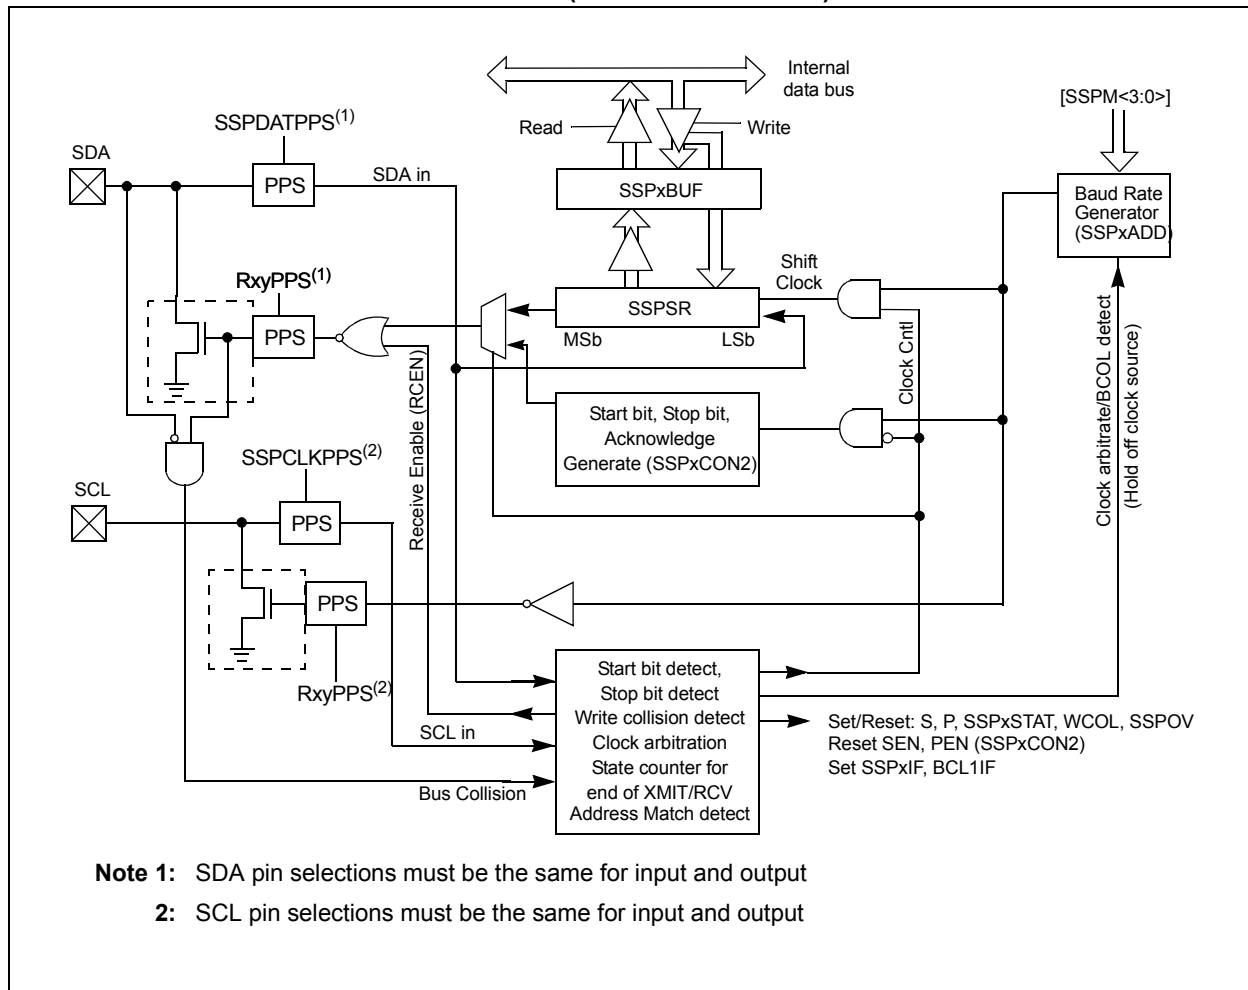 Internal
data bus
[SSPM<3:0>]
SSPDATPPS(1)
Read
Write
SDA
PPS
SDA in
SSPxBUF
Baud Rate
Generator
(SSPxADD)
RxyPPS(1)
Shift
Clock
PPS
SSPSR
MSb
LSb
Clock Cntl
Receive Enable (RCEN)
Clock arbitrate/BCOL detect
(Hold off clock source)
Start bit, Stop bit,
Acknowledge
Generate (SSPxCON2)
SSPCLKPPS(2)
SCL
PPS
PPS
RxyPPS(2)
SCL in
Bus Collision
Start bit detect,
Stop bit detect
Write collision detect
Clock arbitration
State counter for
end of XMIT/RCV
Address Match detect
Set/Reset: S, P, SSPxSTAT, WCOL, SSPOV
Reset SEN, PEN (SSPxCON2)
Set SSPxIF, BCL1IF
Note 1: SDA pin selections must be the same for input and output
2: SCL pin selections must be the same for input and output